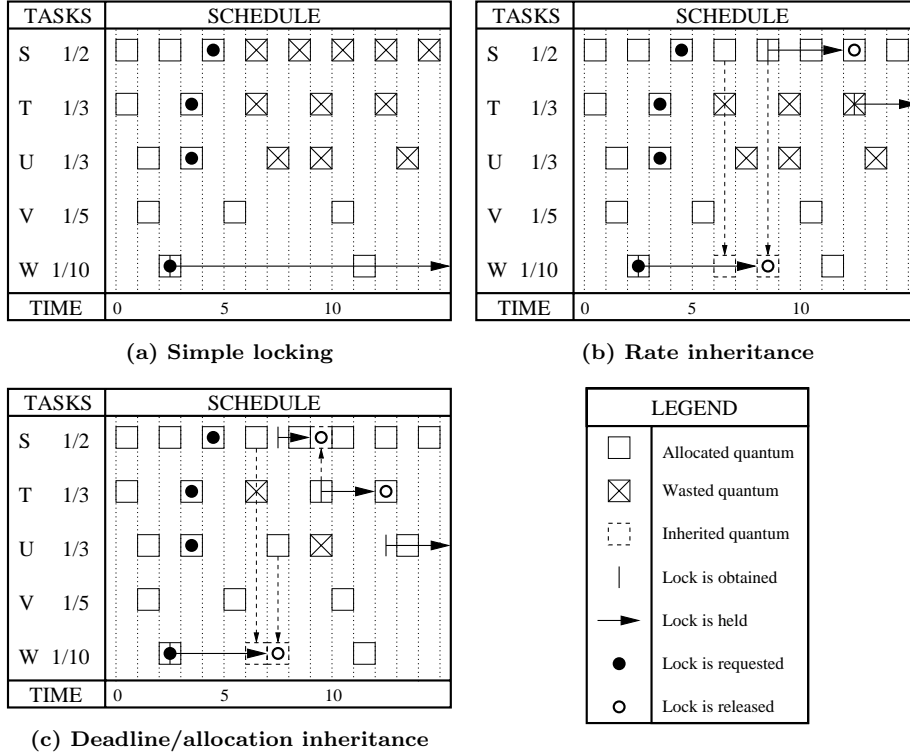 TASKS SCHEDULE
S 1/2
T 1/3
U 1/3
V 1/5
W 1/10
TIME 0 5 10
(a) Simple locking
TASKS SCHEDULE
S 1/2
T 1/3
U 1/3
V 1/5
W 1/10
TIME 0 5 10
(b) Rate inheritance
TASKS SCHEDULE
S 1/2
T 1/3
U 1/3
V 1/5
W 1/10
TIME 0 5 10
(c) Deadline/allocation inheritance
LEGEND
Allocated quantum
Wasted quantum
Inherited quantum
Lock is obtained
Lock is held
Lock is requested
Lock is released